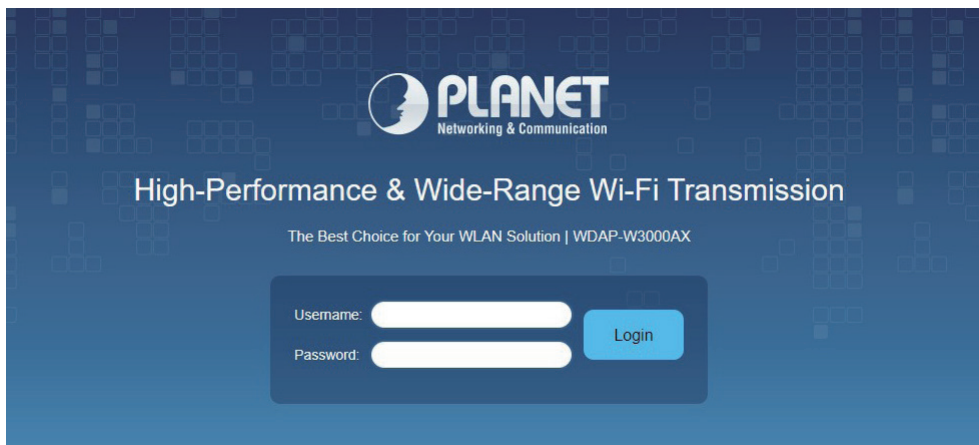 PLANET
Networking & Communication
High-Performance & Wide-Range Wi-Fi Transmission
The Best Choice for Your WLAN Solution | WDAP-W3000AX
Username:
Login
Password: